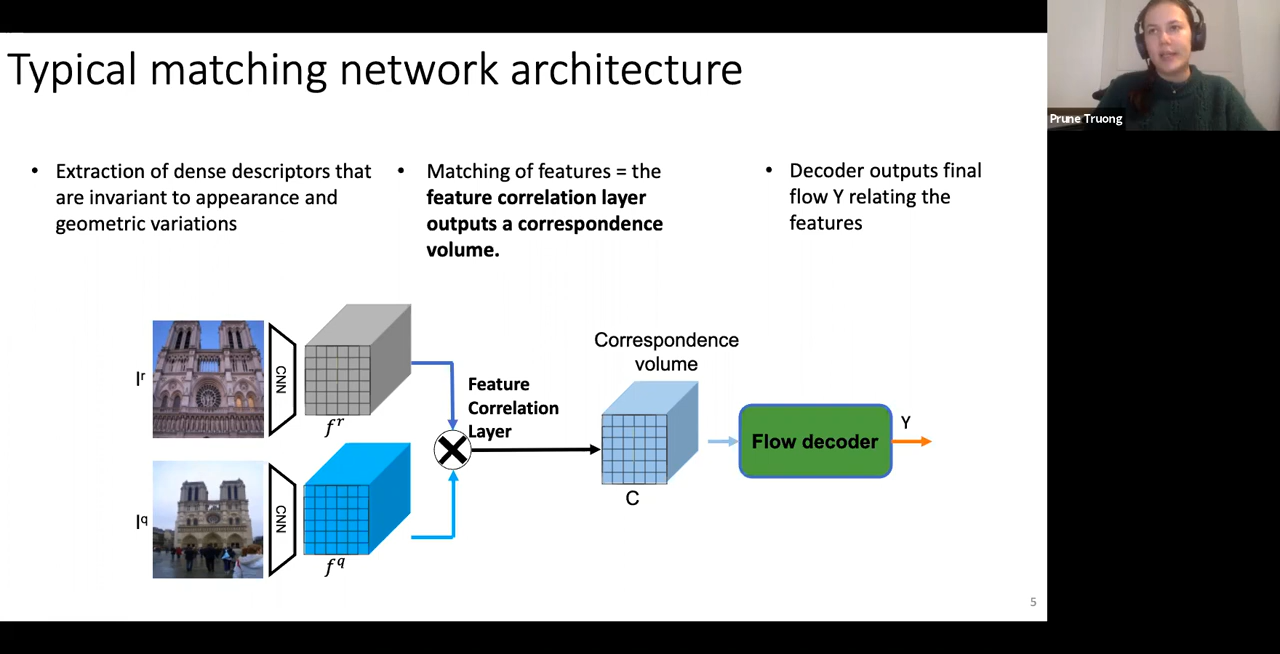 Typical matching network architecture
Prune Truong
• Extraction of dense descriptors that
are invariant to appearance and
geometric variations
• Matching of features = the
feature correlation layer
outputs a correspondence
volume.
• Decoder outputs final
flow Y relating the
features
Iʳ
CNN
fʳ
Feature
Correlation
Layer
Correspondence
volume
C
Flow decoder
Y
I۹
CNN
f۹
5